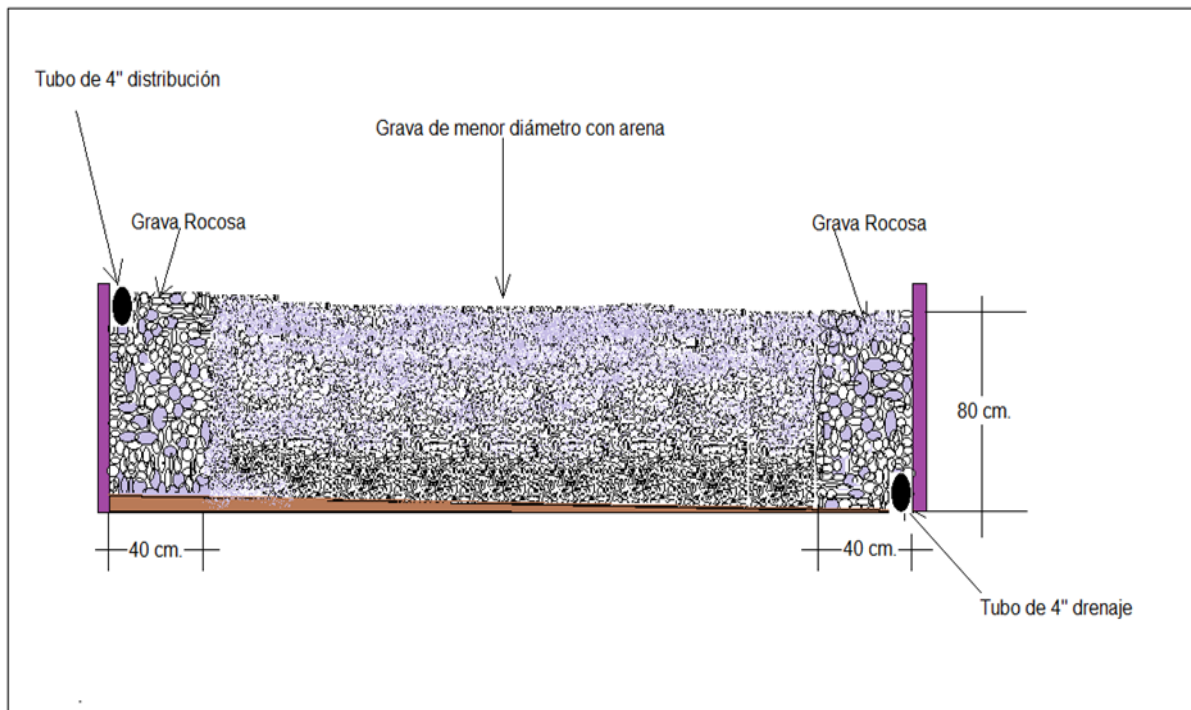 Tubo de 4" distribución
Grava de menor diámetro con arena
Grava Rocosa
Grava Rocosa
80 cm.
40 cm.
40 cm.
Tubo de 4" drenaje